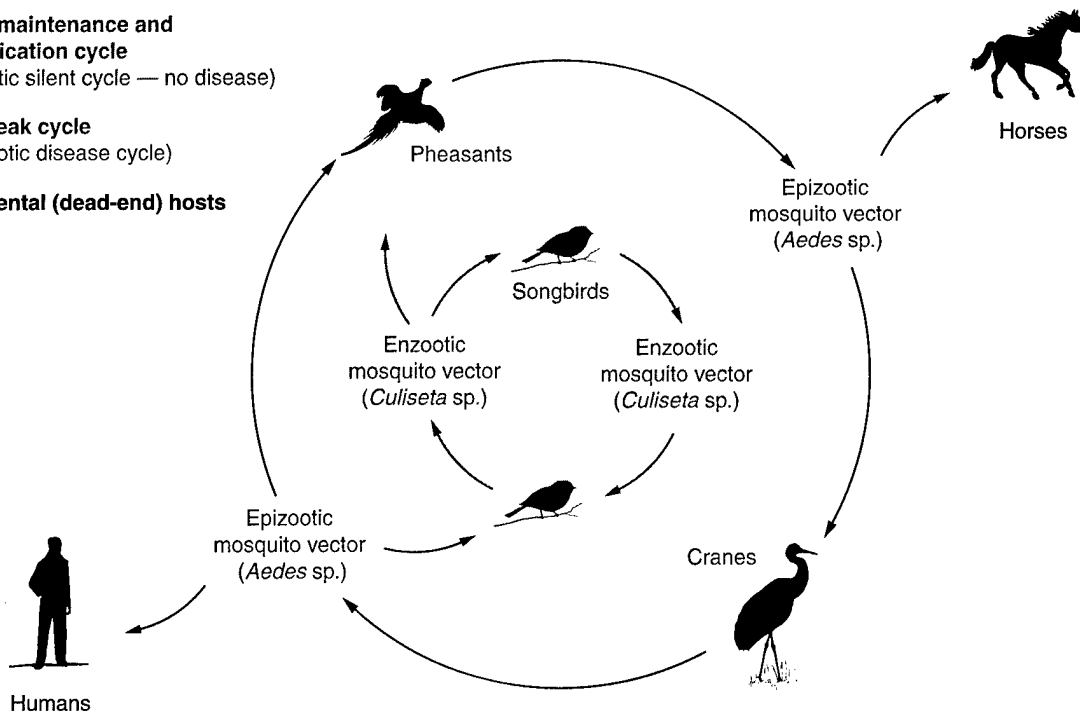 maintenance and
ication cycle
tic silent cycle — no disease)
eak cycle
otic disease cycle)
ental (dead-end) hosts
Pheasants
Horses
Epizootic
mosquito vector
(Aedes sp.)
Songbirds
Enzootic
mosquito vector
(Culiseta sp.)
Enzootic
mosquito vector
(Culiseta sp.)
Epizootic
mosquito vector
(Aedes sp.)
Cranes
Humans